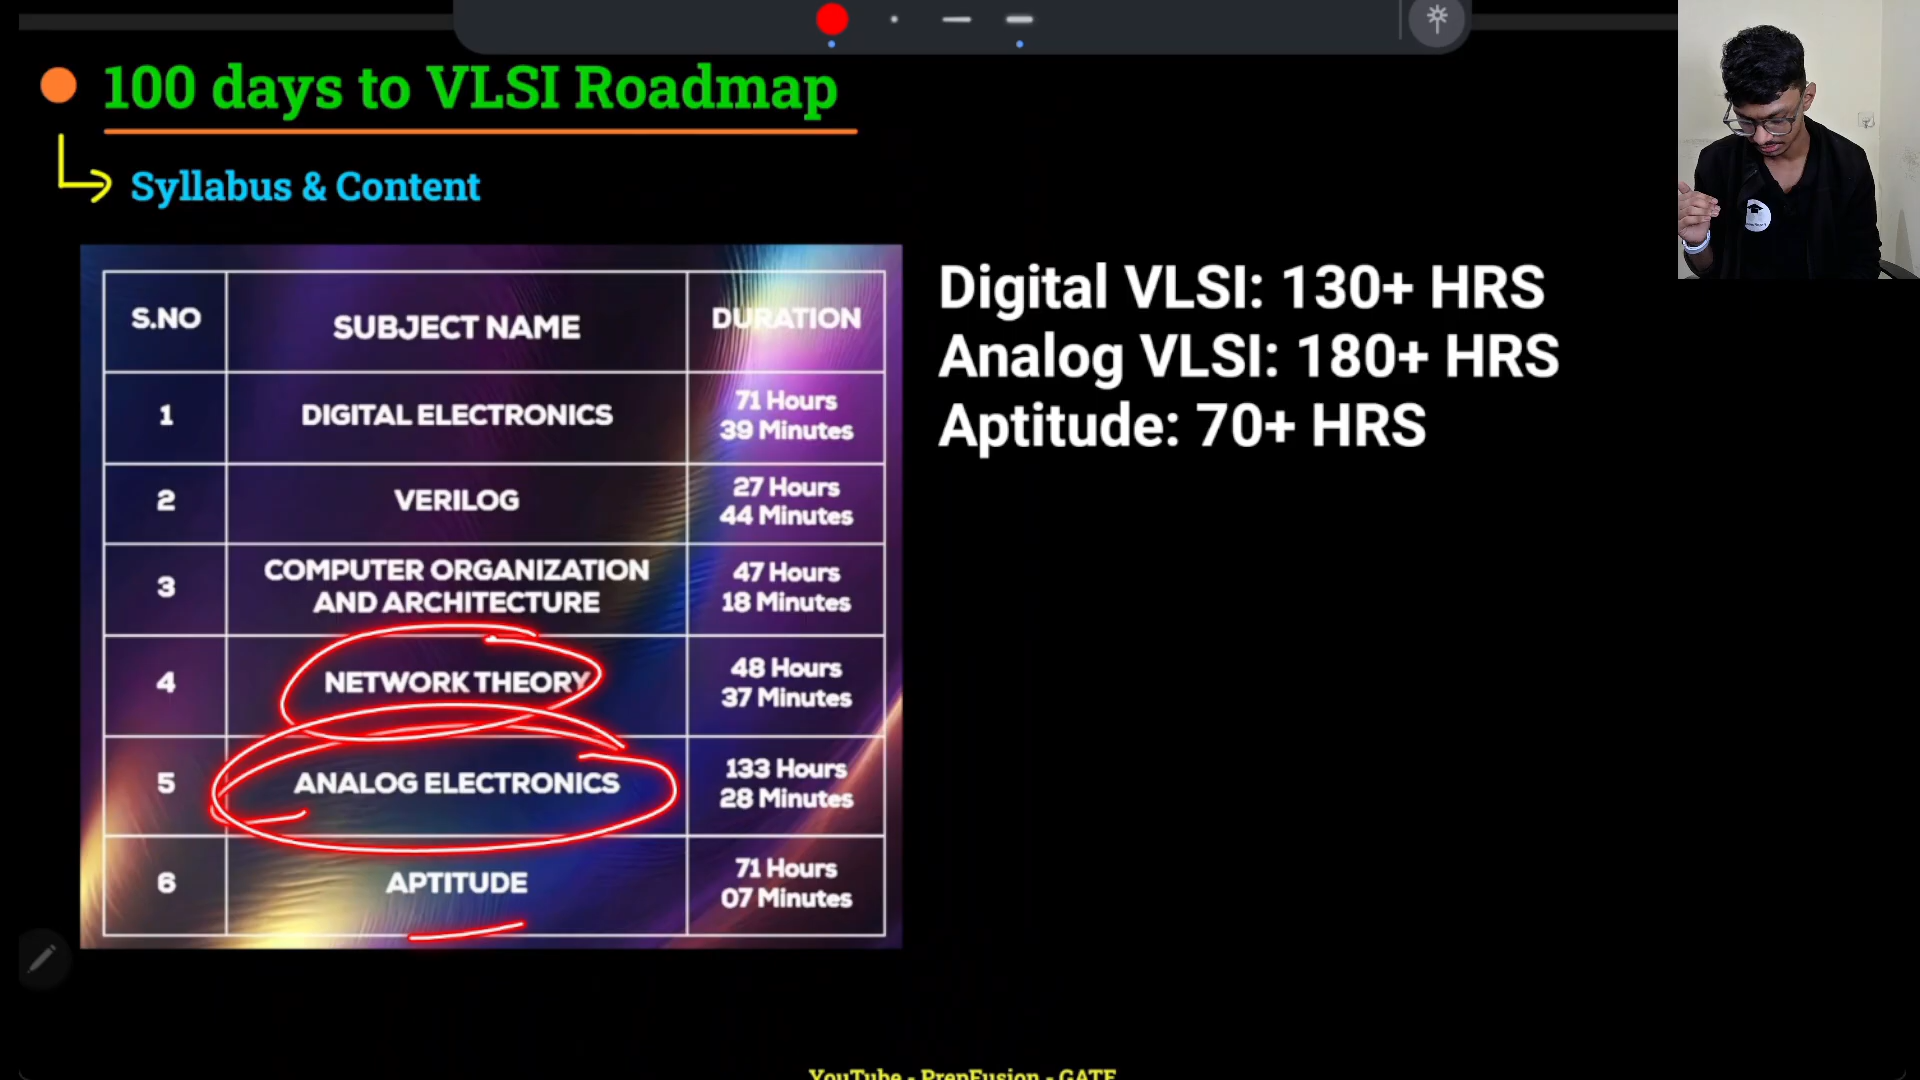 100 days to VLSI Roadmap
Syllabus & Content
S.NO SUBJECT NAME DURATION
1 DIGITAL ELECTRONICS 71 Hours
39 Minutes
2 VERILOG 27 Hours
44 Minutes
3 COMPUTER ORGANIZATION
AND ARCHITECTURE 47 Hours
18 Minutes
4 NETWORK THEORY 48 Hours
37 Minutes
5 ANALOG ELECTRONICS 133 Hours
28 Minutes
6 APTITUDE 71 Hours
07 Minutes
Digital VLSI: 130+ HRS
Analog VLSI: 180+ HRS
Aptitude: 70+ HRS
YouTube - PrepFusion - GATE